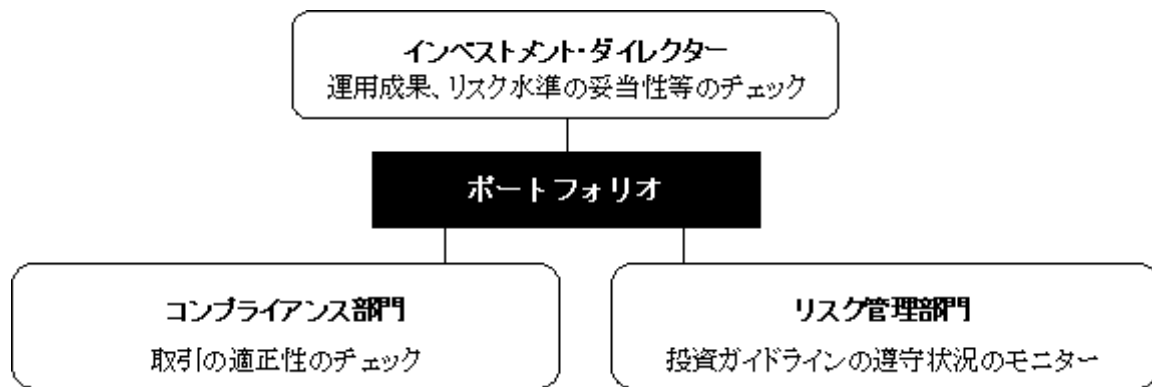 インベストメント・ダイレクター
運用成果、リスク水準の妥当性等のチェック
ポートフォリオ
コンプライアンス部門
取引の適正性のチェック
リスク管理部門
投資ガイドラインの遵守状況のモニター